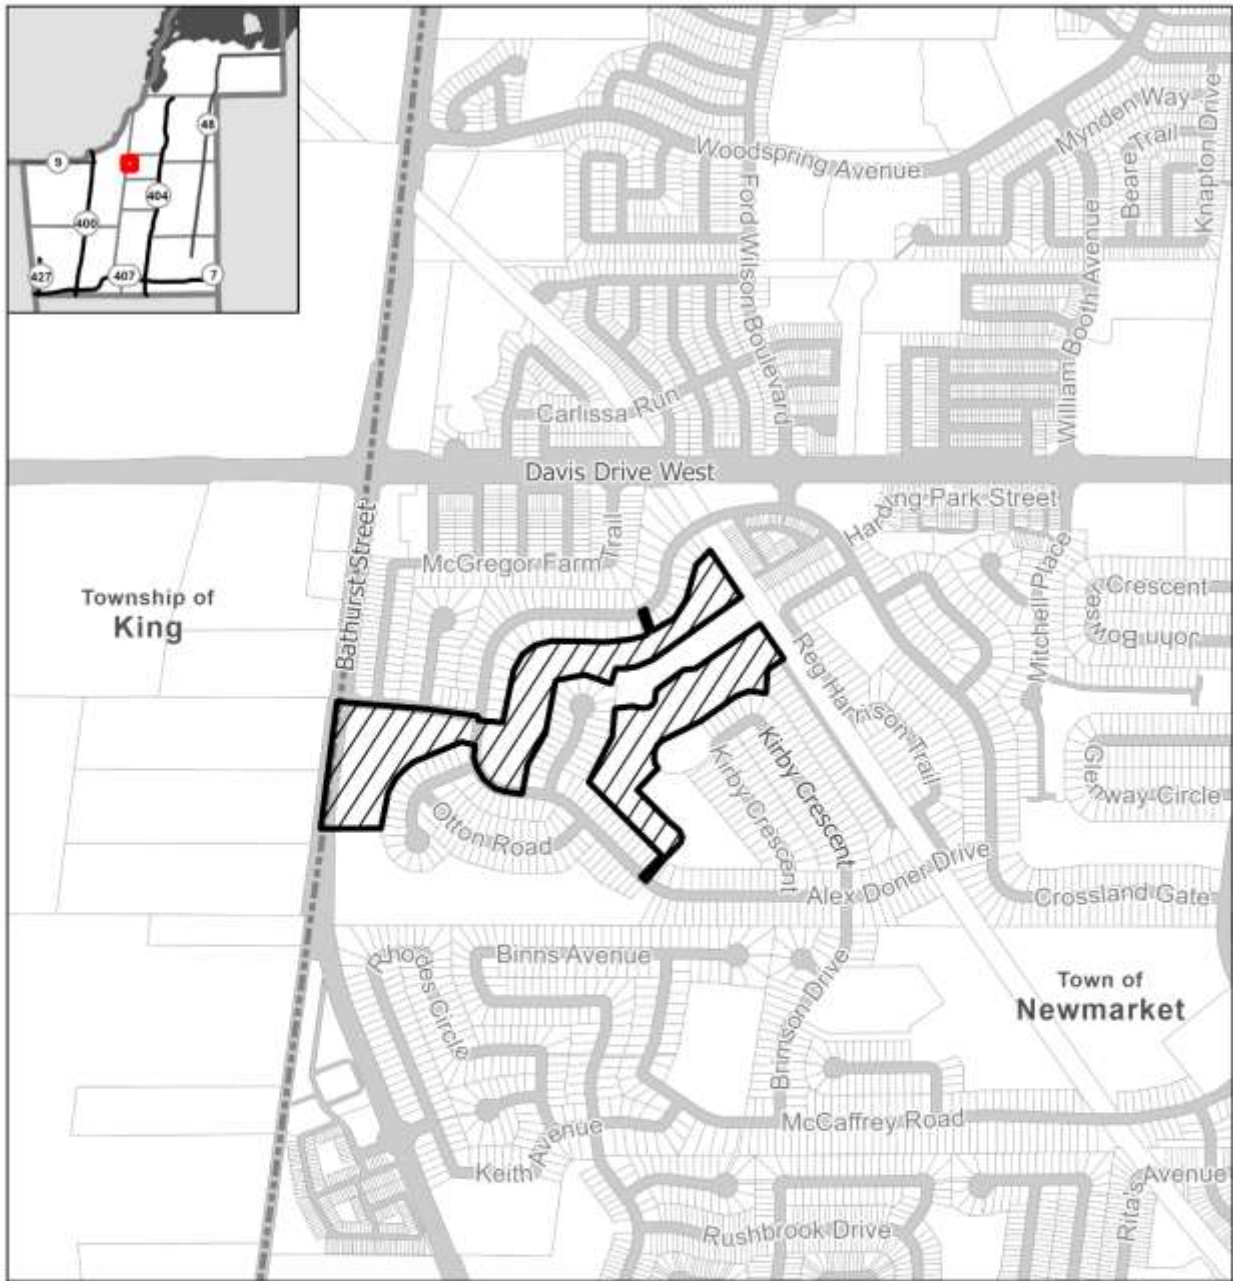 48
9
404
400
427
407
7
Woodspring Avenue
Mynden Way
Beare Trail
Knapton Drive
Ford Wilson Boulevard
William Booth Avenue
Carlissa Run
Davis Drive West
Bathurst Street
McGregor Farm Trail
Harding Park Street
Mitchell Place
Crescent
John Bowser
Township of
King
Reg Harrison Trail
Kirby Crescent
Kirby Crescent
Glenway Circle
Otton Road
Alex Doner Drive
Crossland Gate
Rhodes Circle
Binns Avenue
Brimson Drive
Town of
Newmarket
McCaffrey Road
Keith Avenue
Rita's Avenue
Rushbrook Drive